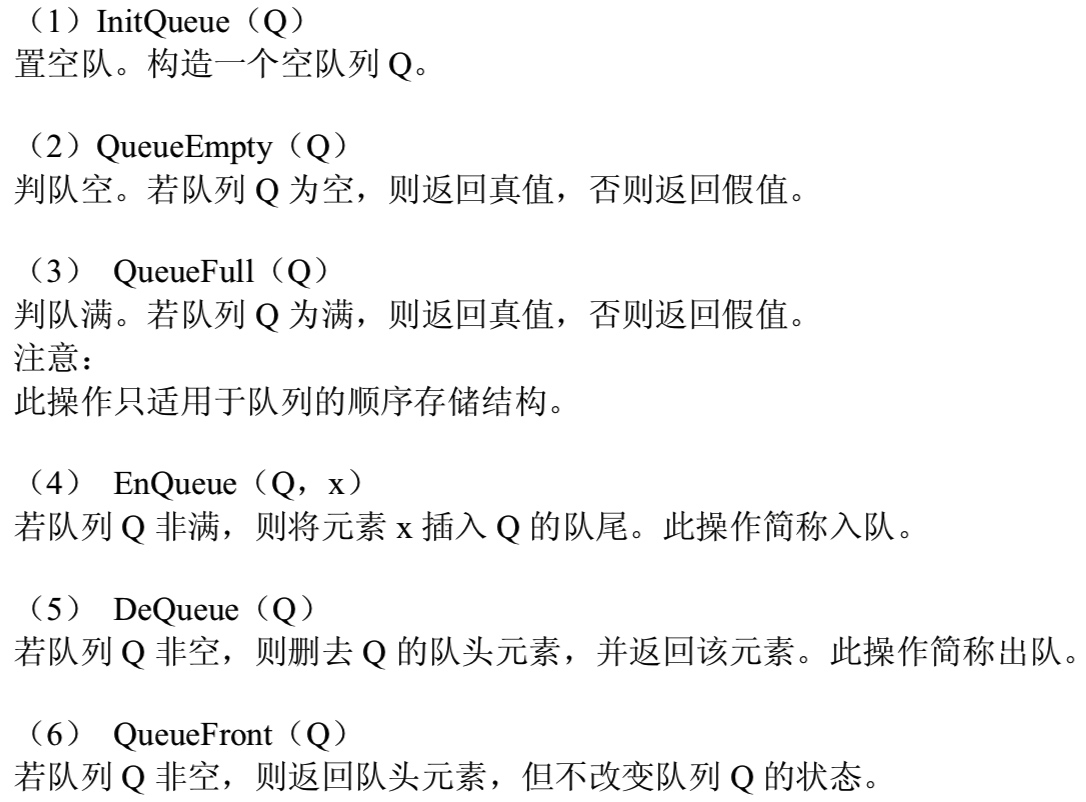 （1）InitQueue（Q）
置空队。构造一个空队列 Q。
（2）QueueEmpty（Q）
判队空。若队列 Q 为空，则返回真值，否则返回假值。
（3） QueueFull（Q）
判队满。若队列 Q 为满，则返回真值，否则返回假值。
注意：
此操作只适用于队列的顺序存储结构。
（4） EnQueue（Q，x）
若队列 Q 非满，则将元素 x 插入 Q 的队尾。此操作简称入队。
（5） DeQueue（Q）
若队列 Q 非空，则删去 Q 的队头元素，并返回该元素。此操作简称出队。
（6） QueueFront（Q）
若队列 Q 非空，则返回队头元素，但不改变队列 Q 的状态。